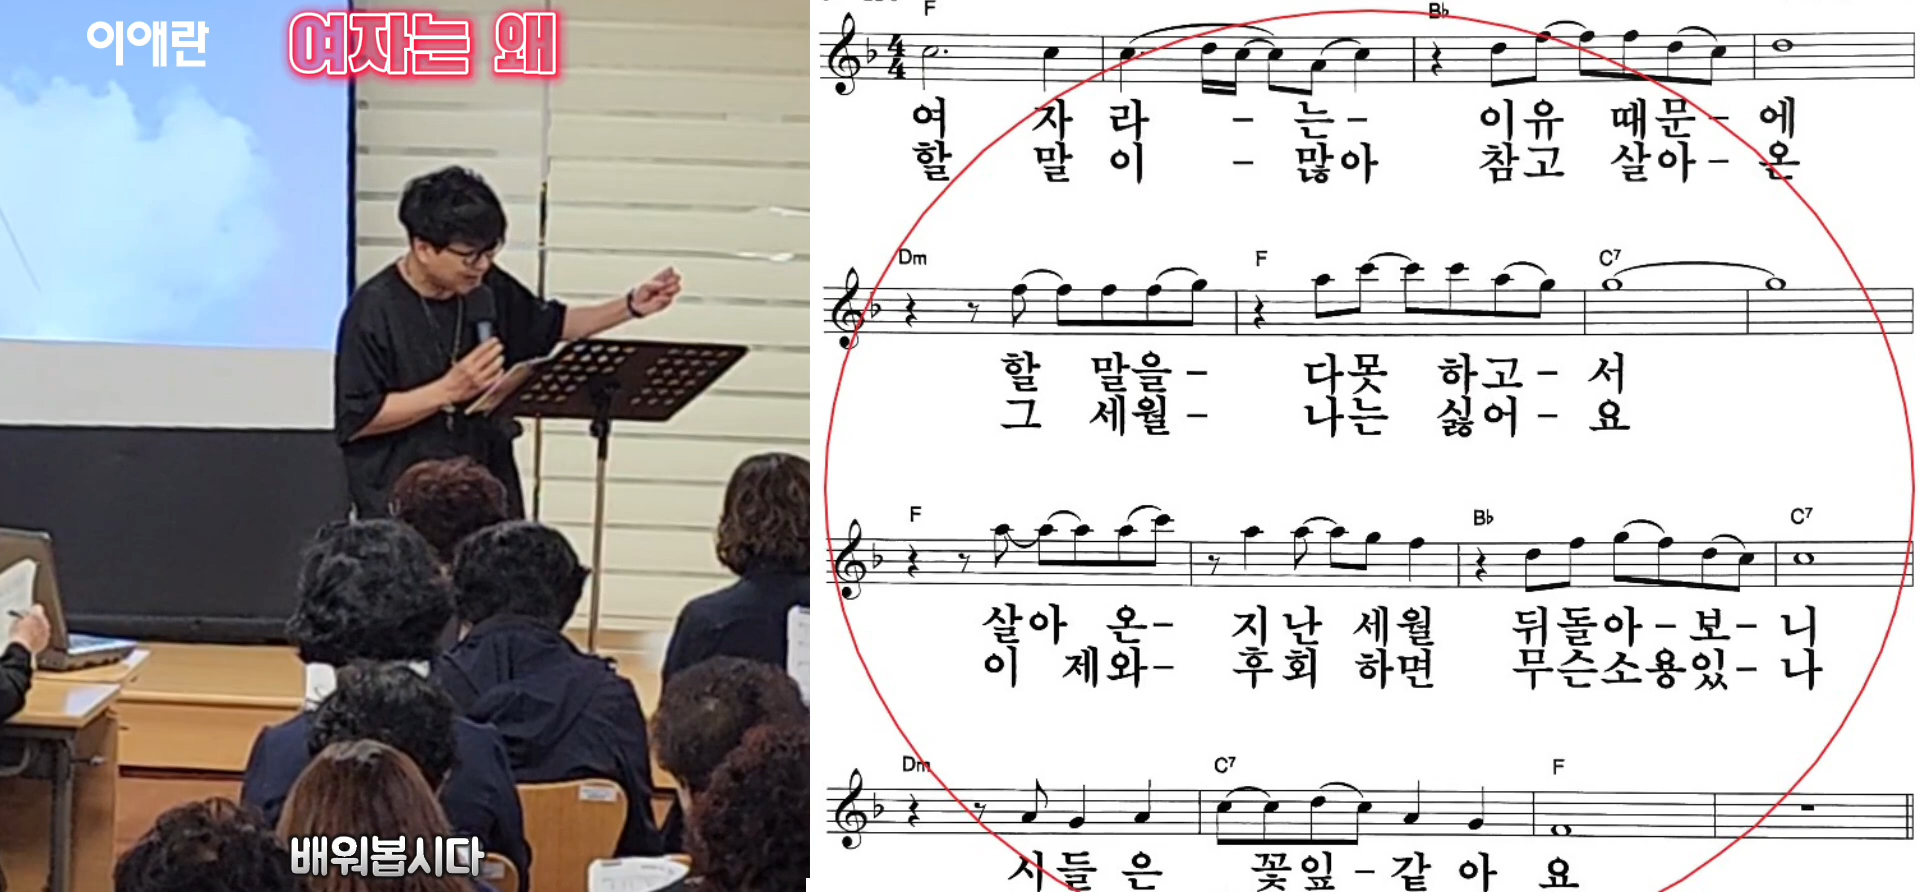 이애란 여자는 왜
배워봅시다
F B♭
4/4
여 자 라 - 는 - 이유 때문 - 에
할 말 이 - 많아 참고 살아 - 온
Dm F C7
할 말을 - 다못 하고 - 서
그 세월 - 나는 싫어 - 요
F B♭ C7
살아 온 - 지난 세월 뒤돌아 - 보 - 니
이 제와 - 후회 하면 무슨소용있 - 나
Dm C7 F
시들 은 꽃잎 - 같 아 요